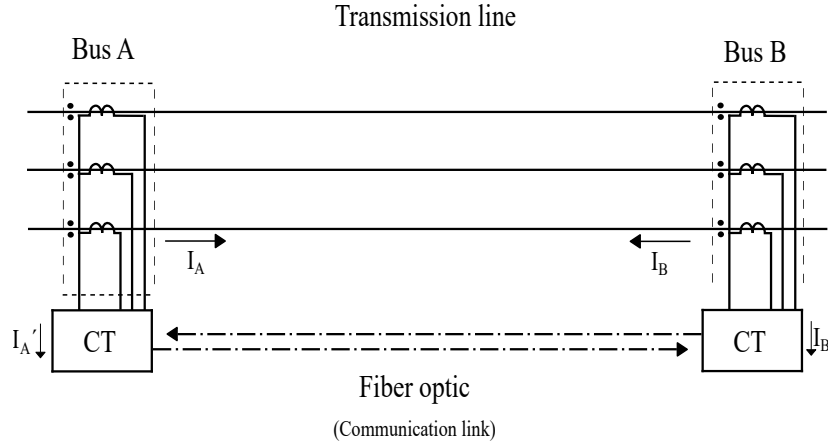 Transmission line
Bus A
Bus B
I_A
I_B
I_A′
CT
CT
I_B
Fiber optic
(Communication link)